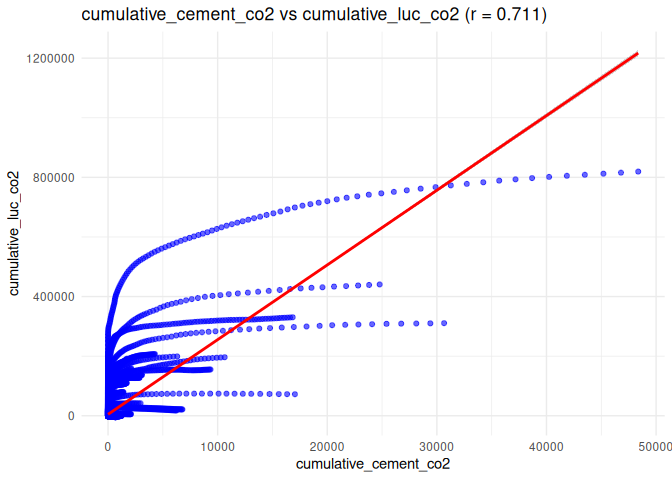 cumulative_cement_co2 vs cumulative_luc_co2 (r = 0.711)
1200000
800000
400000
0
cumulative_luc_co2
0 10000 20000 30000 40000 50000
cumulative_cement_co2